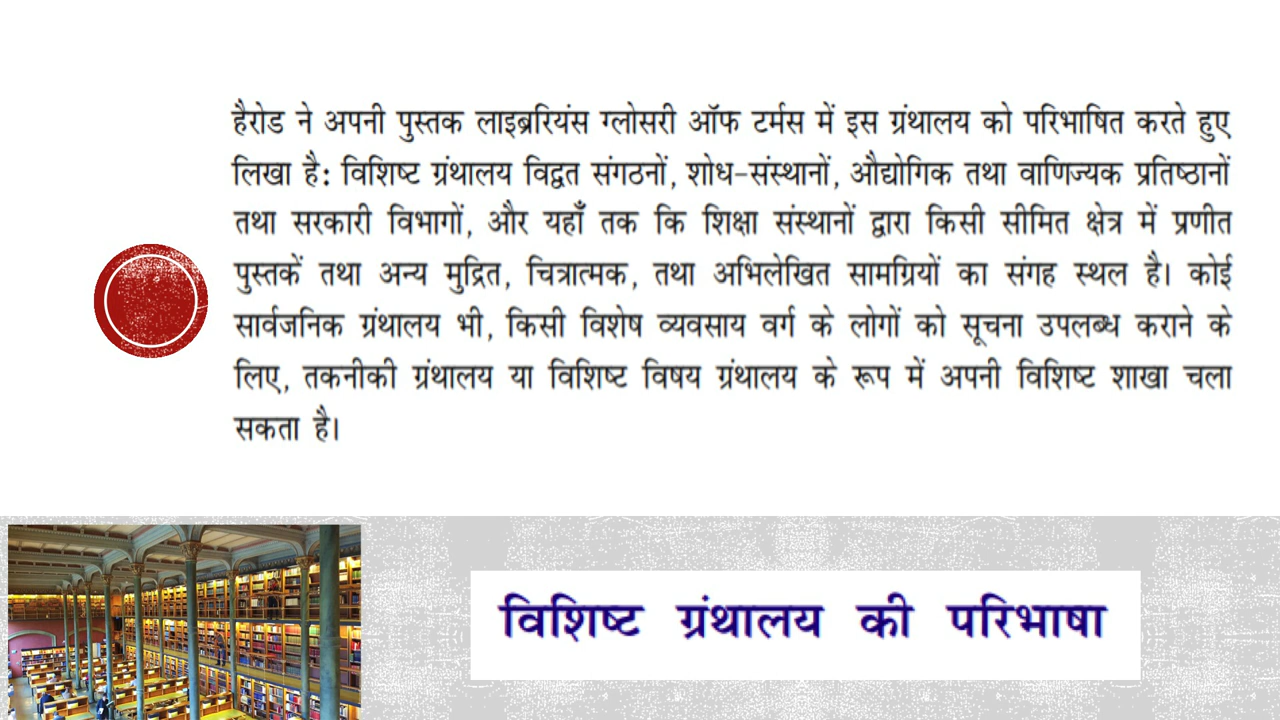 हैरोड ने अपनी पुस्तक लाइब्ररियंस ग्लोसरी ऑफ टर्मस में इस ग्रंथालय को परिभाषित करते हुए
लिखा है: विशिष्ट ग्रंथालय विद्वत संगठनों, शोध-संस्थानों, औद्योगिक तथा वाणिज्यक प्रतिष्ठानों
तथा सरकारी विभागों, और यहाँ तक कि शिक्षा संस्थानों द्वारा किसी सीमित क्षेत्र में प्रणीत
पुस्तकें तथा अन्य मुद्रित, चित्रात्मक, तथा अभिलेखित सामग्रियों का संगह स्थल है। कोई
सार्वजनिक ग्रंथालय भी, किसी विशेष व्यवसाय वर्ग के लोगों को सूचना उपलब्ध कराने के
लिए, तकनीकी ग्रंथालय या विशिष्ट विषय ग्रंथालय के रूप में अपनी विशिष्ट शाखा चला
सकता है।
विशिष्ट ग्रंथालय की परिभाषा